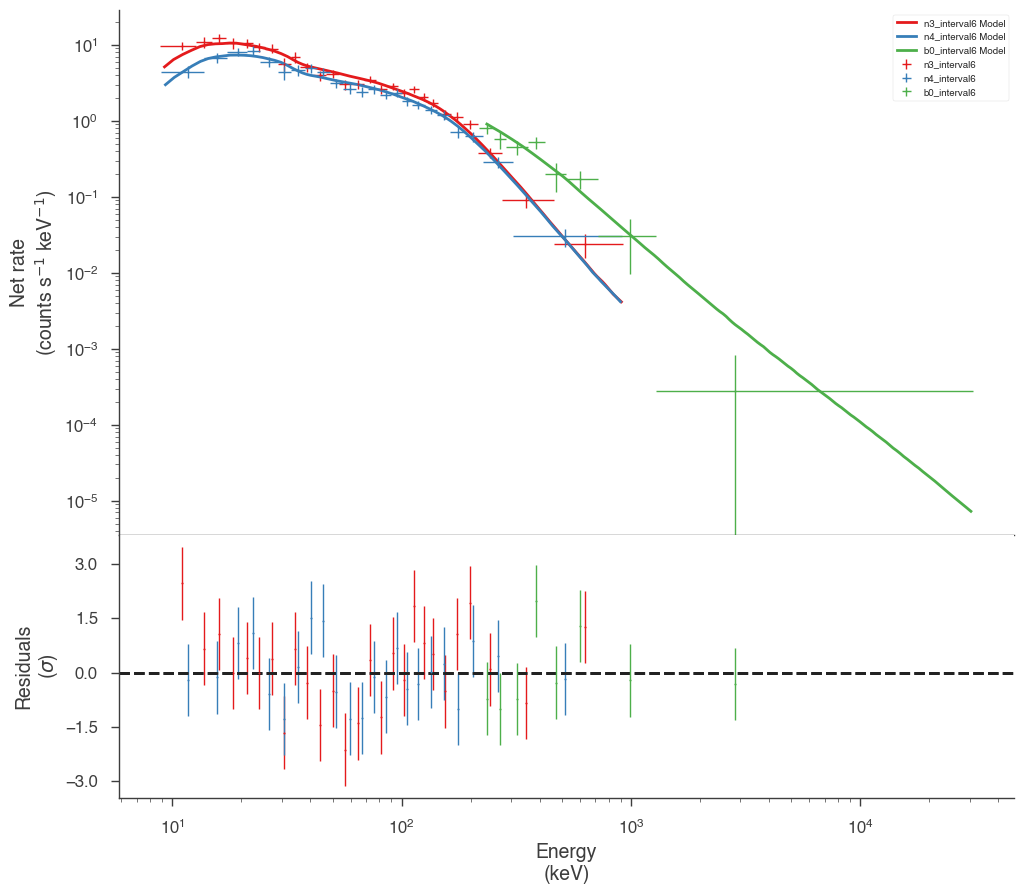 n3_interval6 Model
n4_interval6 Model
b0_interval6 Model
n3_interval6
n4_interval6
b0_interval6
10¹
10⁰
10⁻¹
10⁻²
10⁻³
10⁻⁴
10⁻⁵
Net rate
(counts s⁻¹ keV⁻¹)
3.0
1.5
0.0
−1.5
−3.0
Residuals
(σ)
10¹ 10² 10³ 10⁴
Energy
(keV)